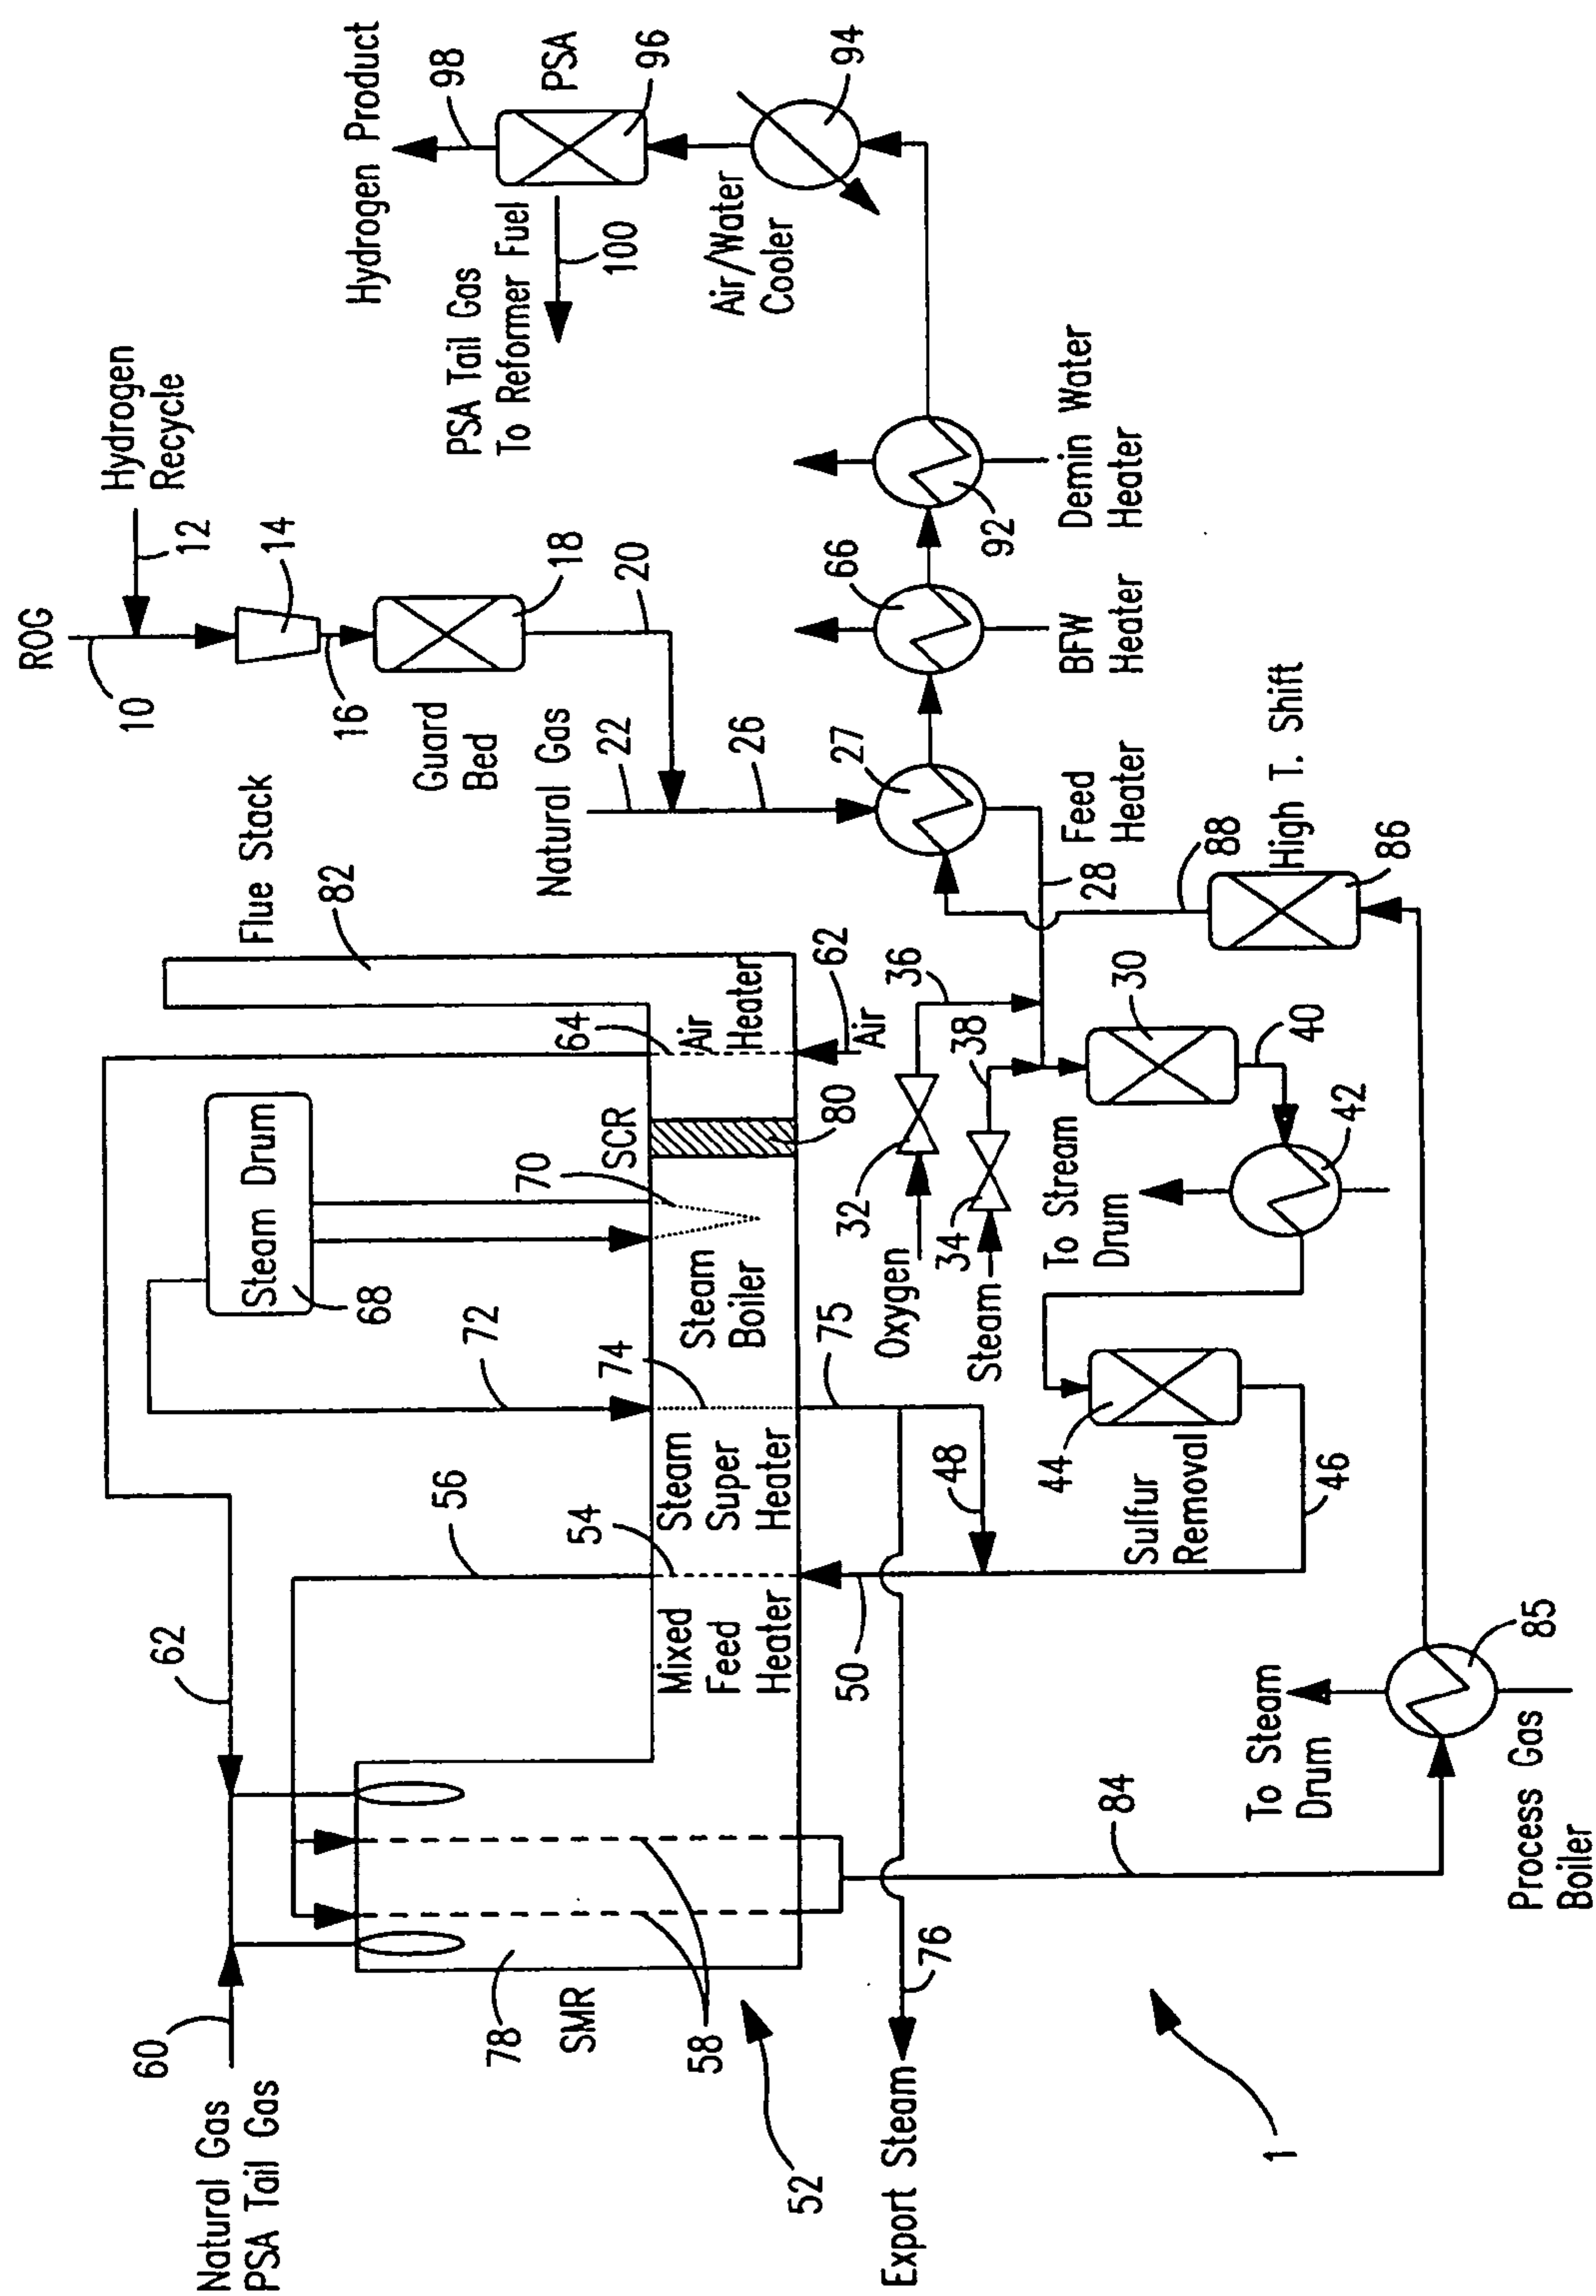 Natural Gas
PSA Tail Gas
60
62
56
72
Steam Drum
68
64
Flue Stack
82
ROG
10
Hydrogen
Recycle
12
14
16
Guard
Bed
18
20
Natural Gas
22
26
27
Feed
Heater
28
Hydrogen Product
98
PSA
96
PSA Tail Gas
To Reformer Fuel
100
Air/Water
Cooler
94
78
SMR
58
52
Mixed
Feed
Heater
54
Steam
Super
Heater
74
Steam
Boiler
70
SCR
80
Air
Heater
62
Air
66
BFW
Heater
92
Demin Water
Heater
Export Steam
76
50
48
75
Oxygen
32
36
Steam
34
38
30
40
To Stream
Drum
42
44
Sulfur
Removal
46
88
High T. Shift
86
84
To Steam
Drum
85
Process Gas
Boiler
1